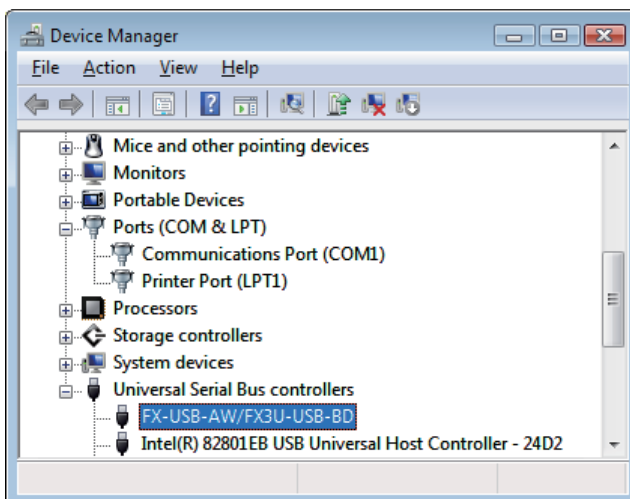 Device Manager
File Action View Help
Mice and other pointing devices
Monitors
Portable Devices
Ports (COM & LPT)
Communications Port (COM1)
Printer Port (LPT1)
Processors
Storage controllers
System devices
Universal Serial Bus controllers
FX-USB-AW/FX3U-USB-BD
Intel(R) 82801EB USB Universal Host Controller - 24D2